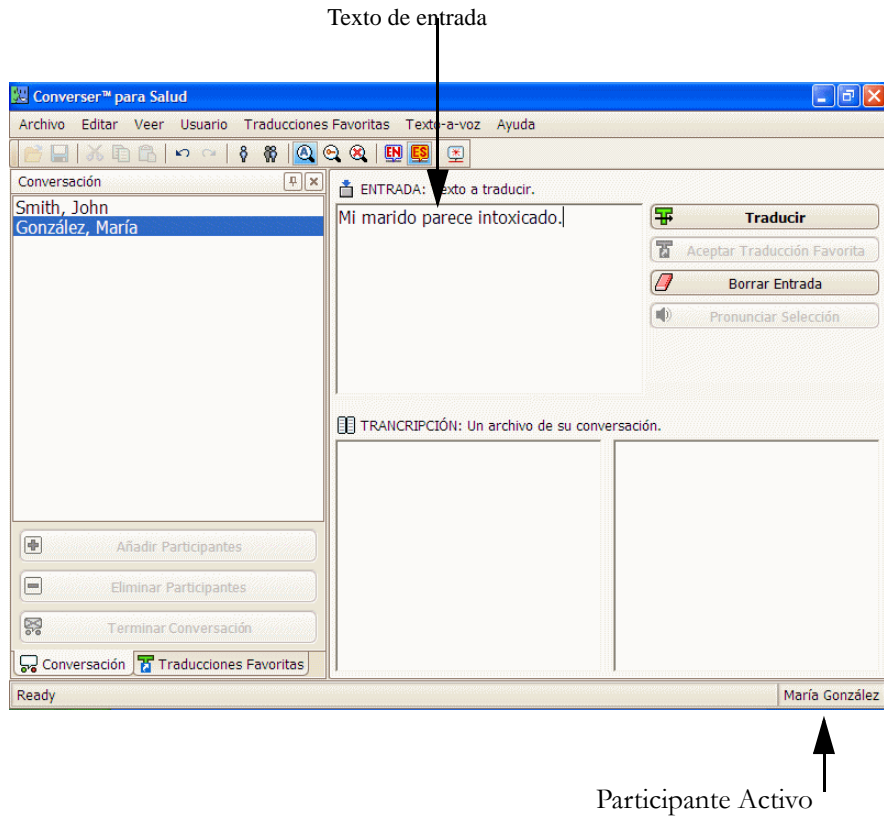 Texto de entrada
Converser™ para Salud
Archivo Editar Veer Usuario Traducciones Favoritas Texto-a-voz Ayuda
EN ES
Conversación
Smith, John
González, María
ENTRADA: Texto a traducir.
Mi marido parece intoxicado.
Traducir
Aceptar Traducción Favorita
Borrar Entrada
Pronunciar Selección
TRANCRIPCIÓN: Un archivo de su conversación.
Añadir Participantes
Eliminar Participantes
Terminar Conversación
Conversación Traducciones Favoritas
Ready María González
Participante Activo